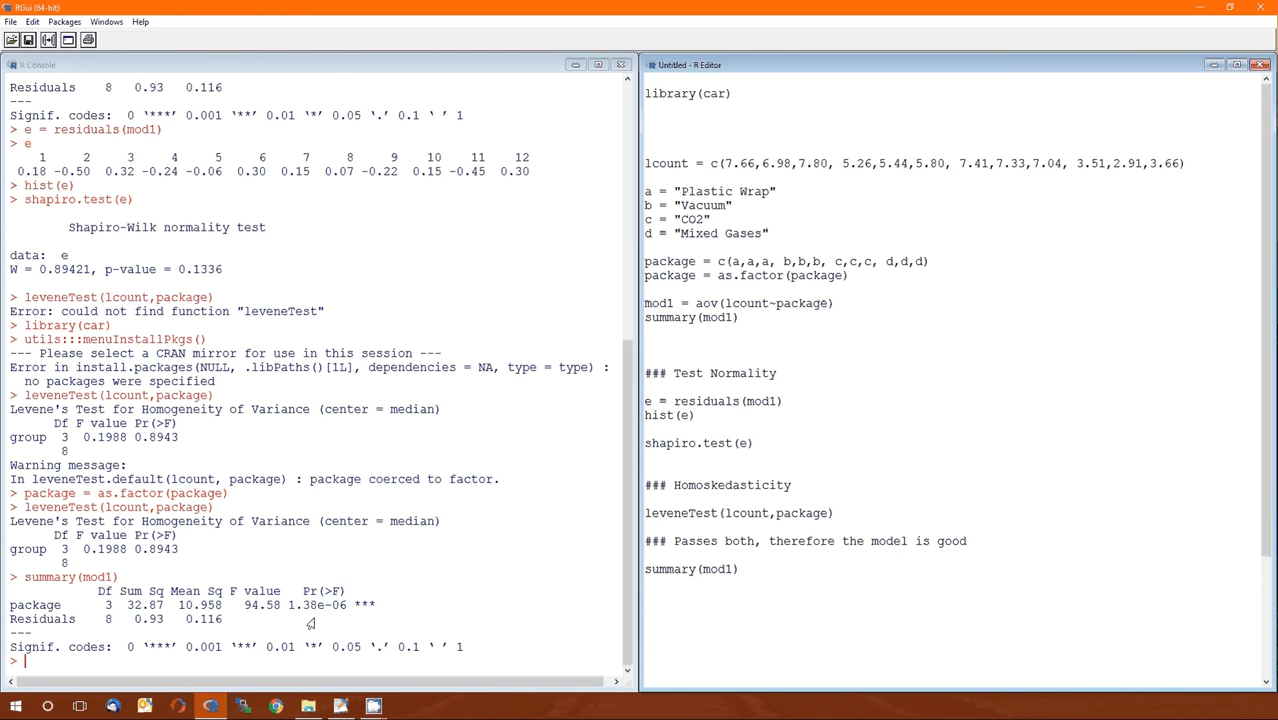 RGui (64-bit)
File Edit Packages Windows Help
R Console
Residuals 8 0.93 0.116
---
Signif. codes: 0 ‘***’ 0.001 ‘**’ 0.01 ‘*’ 0.05 ‘.’ 0.1 ‘ ’ 1
> e = residuals(mod1)
> e
1 2 3 4 5 6 7 8 9 10 11 12
0.18 -0.50 0.32 -0.24 -0.06 0.30 0.15 0.07 -0.22 0.15 -0.45 0.30
> hist(e)
> shapiro.test(e)
Shapiro-Wilk normality test
data: e
W = 0.89421, p-value = 0.1336
> leveneTest(lcount,package)
Error: could not find function "leveneTest"
> library(car)
> utils:::menuInstallPkgs()
--- Please select a CRAN mirror for use in this session ---
Error in install.packages(NULL, .libPaths()[1L], dependencies = NA, type = type) :
no packages were specified
> leveneTest(lcount,package)
Levene's Test for Homogeneity of Variance (center = median)
Df F value Pr(>F)
group 3 0.1988 0.8943
8
Warning message:
In leveneTest.default(lcount, package) : package coerced to factor.
> package = as.factor(package)
> leveneTest(lcount,package)
Levene's Test for Homogeneity of Variance (center = median)
Df F value Pr(>F)
group 3 0.1988 0.8943
8
> summary(mod1)
Df Sum Sq Mean Sq F value Pr(>F)
package 3 32.87 10.958 94.58 1.38e-06 ***
Residuals 8 0.93 0.116
---
Signif. codes: 0 ‘***’ 0.001 ‘**’ 0.01 ‘*’ 0.05 ‘.’ 0.1 ‘ ’ 1
>
Untitled - R Editor
library(car)
lcount = c(7.66,6.98,7.80, 5.26,5.44,5.80, 7.41,7.33,7.04, 3.51,2.91,3.66)
a = "Plastic Wrap"
b = "Vacuum"
c = "CO2"
d = "Mixed Gases"
package = c(a,a,a, b,b,b, c,c,c, d,d,d)
package = as.factor(package)
mod1 = aov(lcount~package)
summary(mod1)
### Test Normality
e = residuals(mod1)
hist(e)
shapiro.test(e)
### Homoskedasticity
leveneTest(lcount,package)
### Passes both, therefore the model is good
summary(mod1)